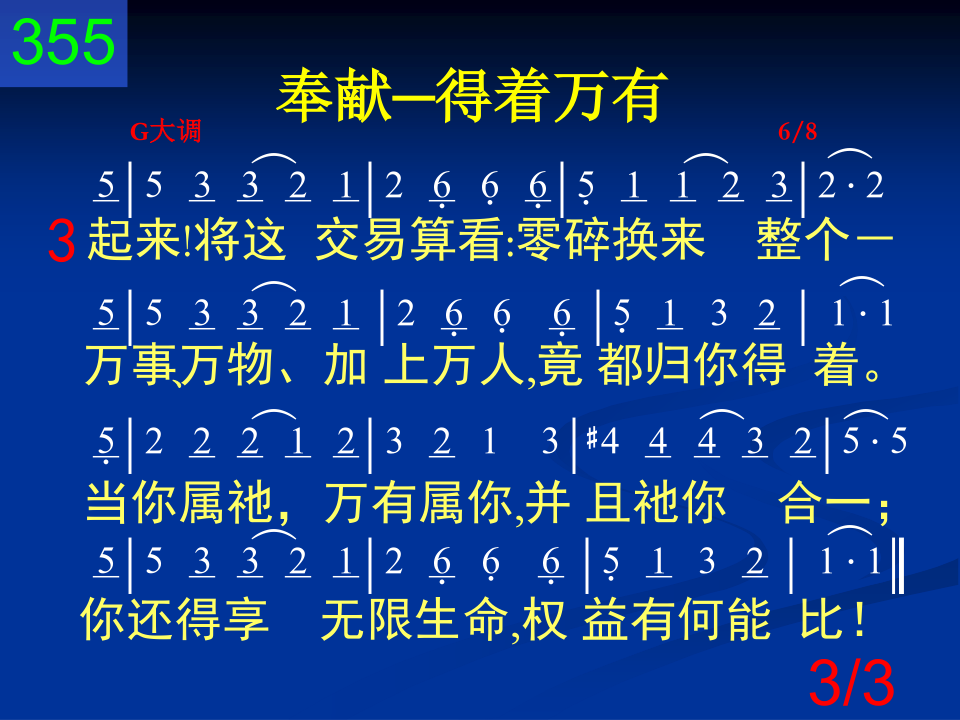 355
奉献─得着万有
G大调 6/8
5│5 3 3 2 1│2 6 6 6│5 1 1 2 3│2 · 2
3 起来!将这 交易算看:零碎换来 整个－
5│5 3 3 2 1│2 6 6 6│5 1 3 2│1 · 1
万事、万物、加 上万人,竟 都归你得 着。
5│2 2 2 1 2│3 2 1 3│#4 4 4 3 2│5 · 5
当你属祂，万有属你,并 且祂你 合一；
5│5 3 3 2 1│2 6 6 6│5 1 3 2│1 · 1‖
你还得享 无限生命,权 益有何能 比！
3/3